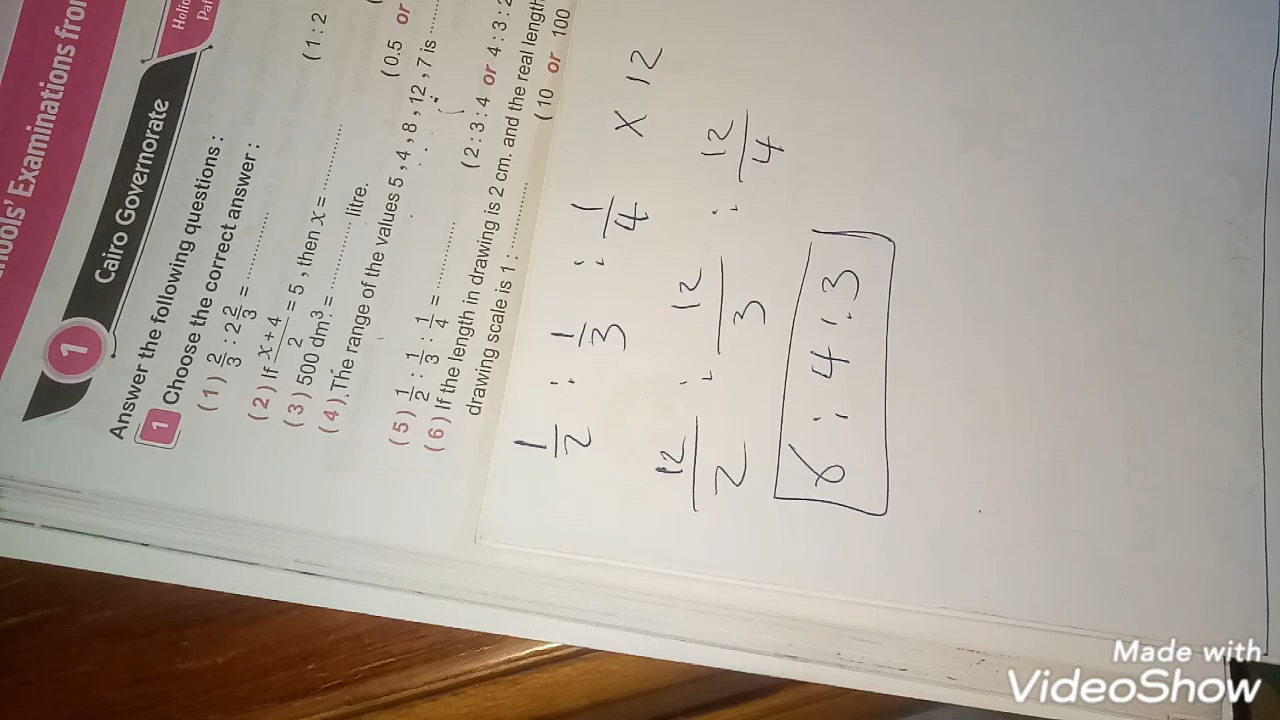 ools' Examinations fro
1 Cairo Governorate
Holid
Pat
Answer the following questions :
1 Choose the correct answer :
(1) 2/3 : 2 2/3 = ............
(1 : 2
(2) If (x + 4)/2 = 5 , then x = ............
(3) 500 dm³. = ............ litre.
(0.5 or
(4) The range of the values 5 , 4 , 8 , 12 , 7 is ......
(5) 1/2 : 1/3 : 1/4 = ............
(2 : 3 : 4 or 4 : 3 : 2
(6) If the length in drawing is 2 cm. and the real length
drawing scale is 1 : ............
(10 or 100
1/2 : 1/3 : 1/4 × 12
12/2 : 12/3 : 12/4
6 : 4 : 3
Made with
VideoShow